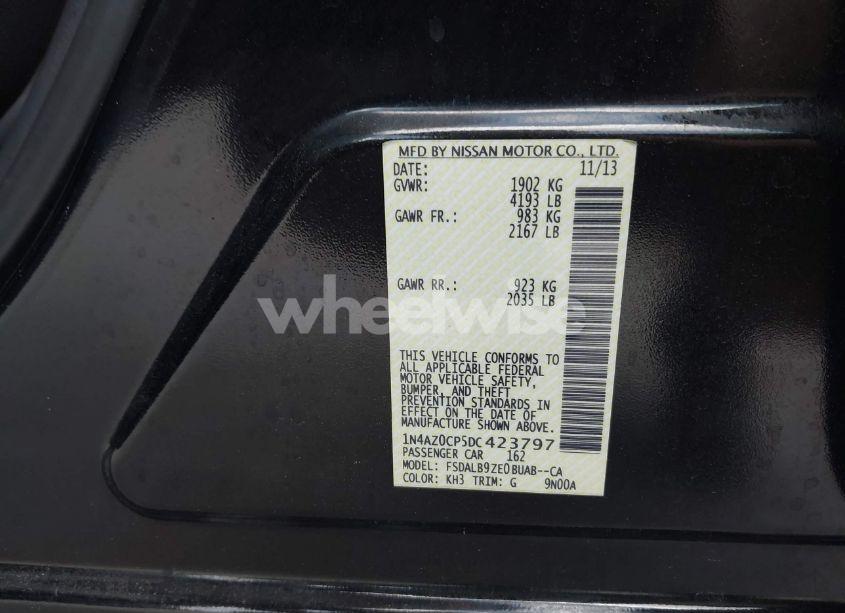 MFD BY NISSAN MOTOR CO., LTD.
DATE: 11/13
GVWR: 1902 KG
4193 LB
GAWR FR.: 983 KG
2167 LB
GAWR RR.: 923 KG
2035 LB
wheelwise
THIS VEHICLE CONFORMS TO
ALL APPLICABLE FEDERAL
MOTOR VEHICLE SAFETY,
BUMPER, AND THEFT
PREVENTION STANDARDS IN
EFFECT ON THE DATE OF
MANUFACTURE SHOWN ABOVE.
1N4AZ0CP5DC423797
PASSENGER CAR 162
MODEL: FSDALB9ZE0BUAB--CA
COLOR: KH3 TRIM: G 9N00A